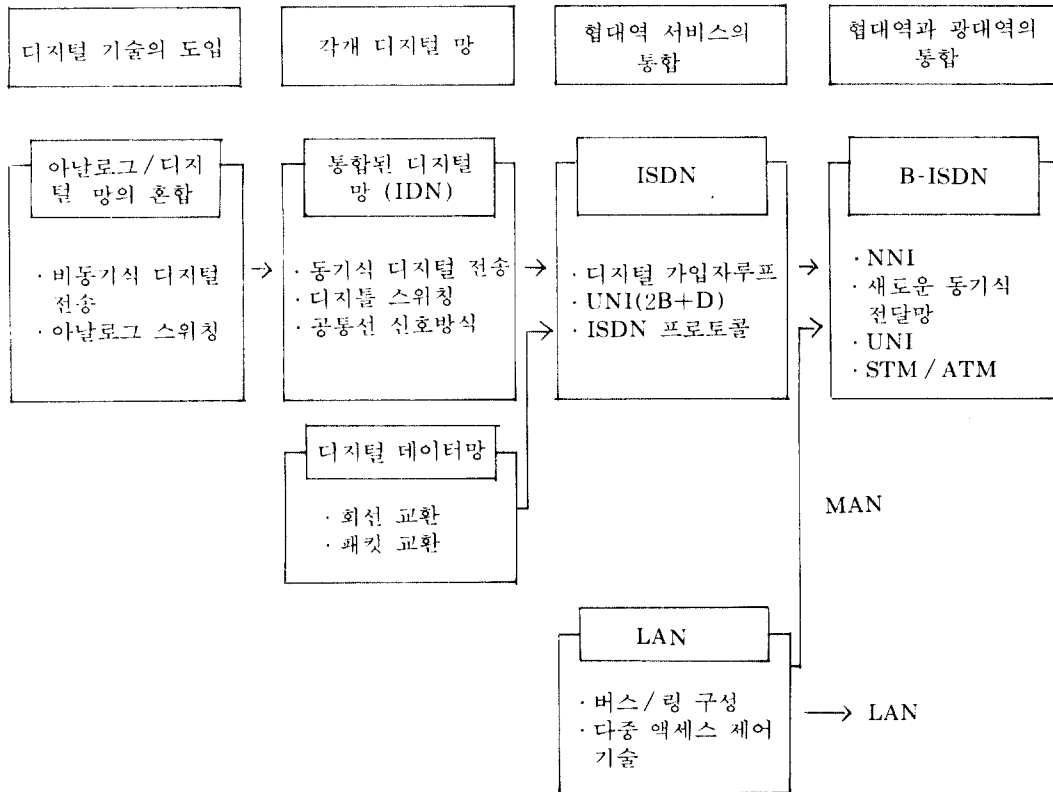 디지털 기술의 도입
각개 디지털 망
협대역 서비스의
통합
협대역과 광대역의
통합
아날로그/디지
털 망의 혼합
· 비동기식 디지털
전송
· 아날로그 스위칭
통합된 디지털
망 (IDN)
· 동기식 디지털 전송
· 디지틀 스위칭
· 공통선 신호방식
ISDN
· 디지털 가입자루프
· UNI(2B+D)
· ISDN 프로토콜
B-ISDN
· NNI
· 새로운 동기식
전달망
· UNI
· STM / ATM
디지털 데이터망
· 회선 교환
· 패킷 교환
MAN
LAN
· 버스/링 구성
· 다중 액세스 제어
기술
LAN